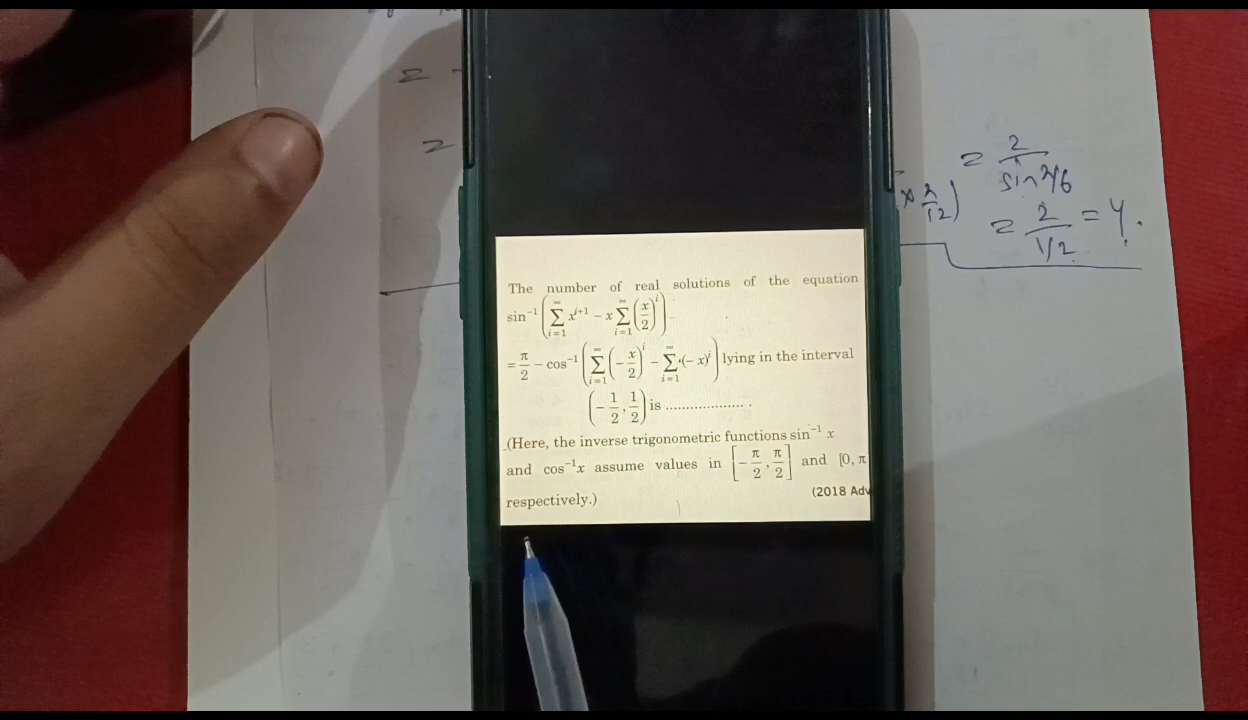 = 2/sin π/6
× π/12)
= 2/1/2 = 4.
The number of real solutions of the equation
sin⁻¹(∑_{i=1}^{∞} x^{i+1} − x ∑_{i=1}^{∞} (x/2)^i)
= π/2 − cos⁻¹(∑_{i=1}^{∞} (−x/2)^i − ∑_{i=1}^{∞} (−x)^i) lying in the interval
(−1/2, 1/2) is ....................
(Here, the inverse trigonometric functions sin⁻¹ x
and cos⁻¹x assume values in [−π/2, π/2] and [0, π
respectively.)
(2018 Adv